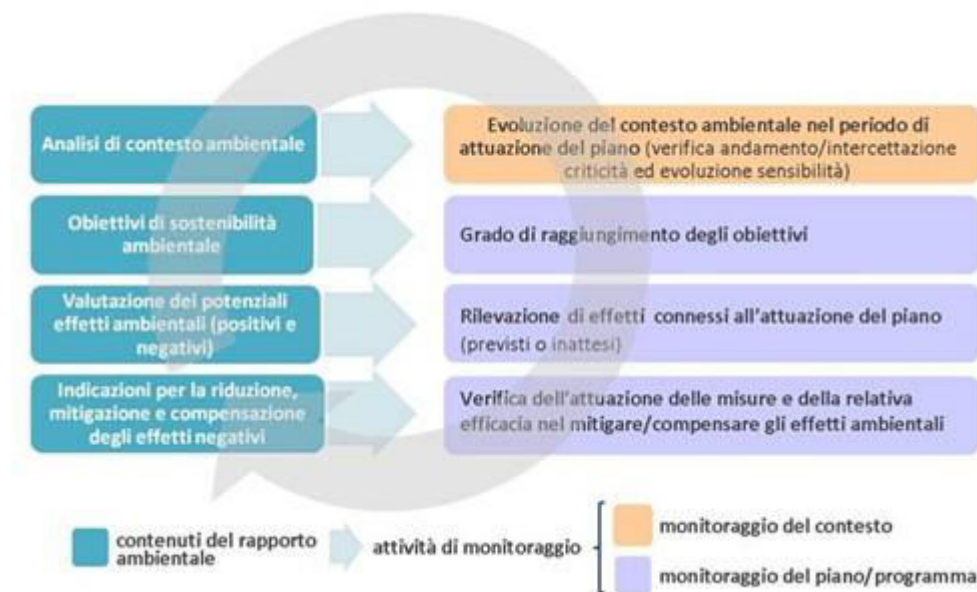 Analisi di contesto ambientale
Evoluzione del contesto ambientale nel periodo di
attuazione del piano (verifica andamento/intercettazione
criticità ed evoluzione sensibilità)
Obiettivi di sostenibilità
ambientale
Grado di raggiungimento degli obiettivi
Valutazione dei potenziali
effetti ambientali (positivi e
negativi)
Rilevazione di effetti connessi all'attuazione del piano
(previsti o inattesi)
Indicazioni per la riduzione,
mitigazione e compensazione
degli effetti negativi
Verifica dell'attuazione delle misure e della relativa
efficacia nel mitigare/compensare gli effetti ambientali
contenuti del rapporto
ambientale
attività di monitoraggio
monitoraggio del contesto
monitoraggio del piano/programma